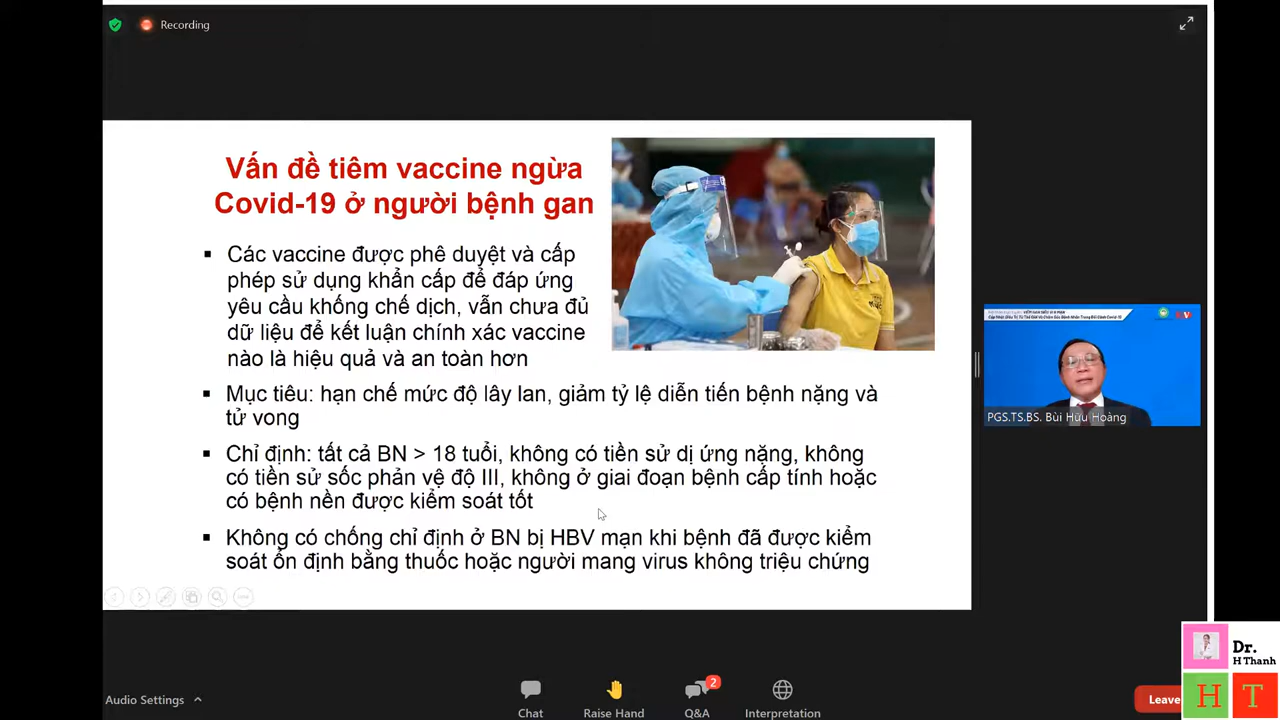 Recording
Vấn đề tiêm vaccine ngừa
Covid-19 ở người bệnh gan
▪ Các vaccine được phê duyệt và cấp
phép sử dụng khẩn cấp để đáp ứng
yêu cầu khống chế dịch, vẫn chưa đủ
dữ liệu để kết luận chính xác vaccine
nào là hiệu quả và an toàn hơn
▪ Mục tiêu: hạn chế mức độ lây lan, giảm tỷ lệ diễn tiến bệnh nặng và
tử vong
▪ Chỉ định: tất cả BN > 18 tuổi, không có tiền sử dị ứng nặng, không
có tiền sử sốc phản vệ độ III, không ở giai đoạn bệnh cấp tính hoặc
có bệnh nền được kiểm soát tốt
▪ Không có chống chỉ định ở BN bị HBV mạn khi bệnh đã được kiểm
soát ổn định bằng thuốc hoặc người mang virus không triệu chứng
PGS.TS.BS. Bùi Hữu Hoàng
Dr.
H Thanh
H T
Audio Settings
Chat
Raise Hand
2
Q&A
Interpretation
Leave